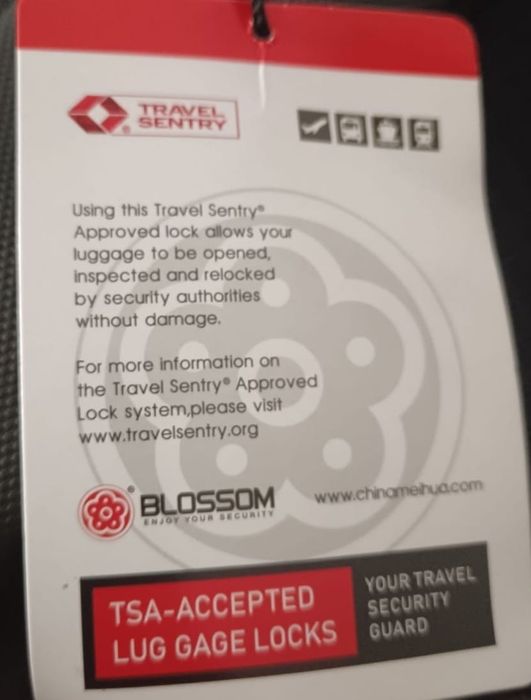 TRAVEL
SENTRY®
Using this Travel Sentry®
Approved lock allows your
luggage to be opened,
inspected and relocked
by security authorities
without damage.
For more information on
the Travel Sentry® Approved
Lock system,please visit
www.travelsentry.org
® BLOSSOM
ENJOY YOUR SECURITY
www.chinameihua.com
TSA-ACCEPTED
LUG GAGE LOCKS
YOUR TRAVEL
SECURITY
GUARD